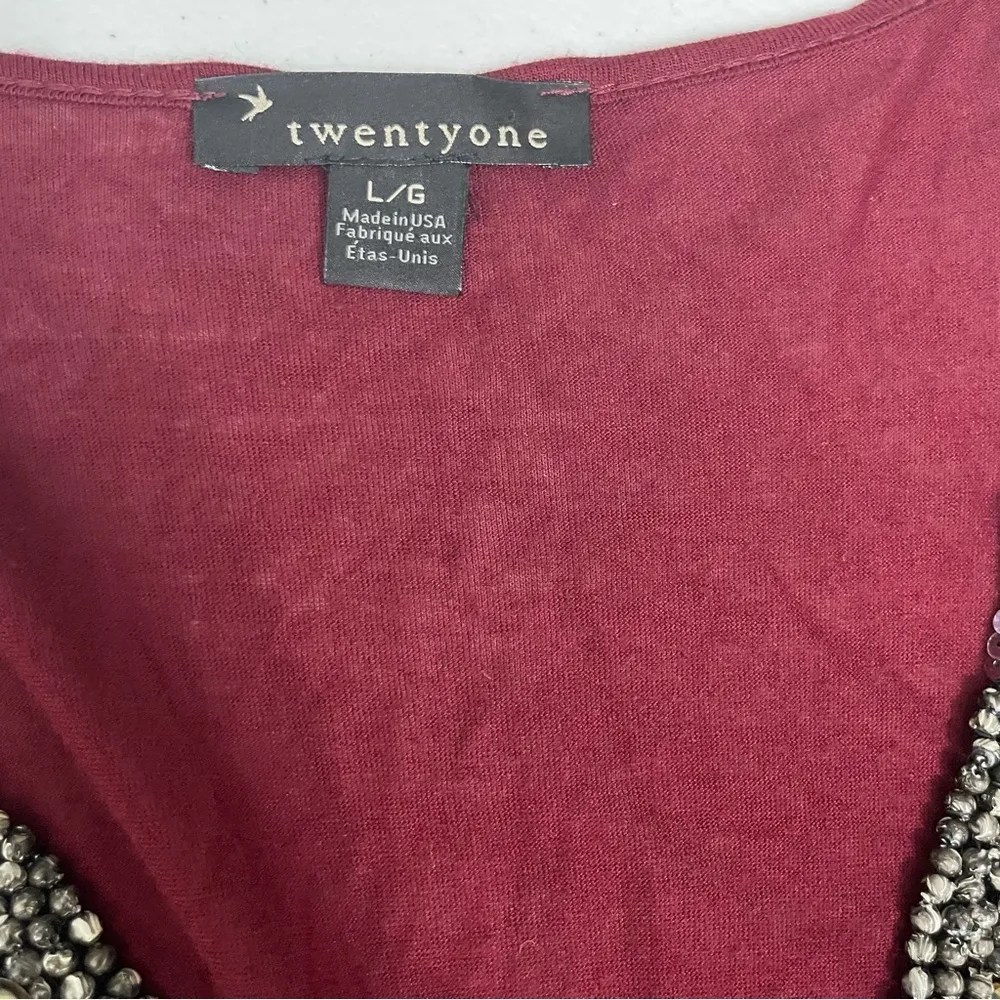 twentyone
L/G
Made in USA
Fabriqué aux
Étas-Unis